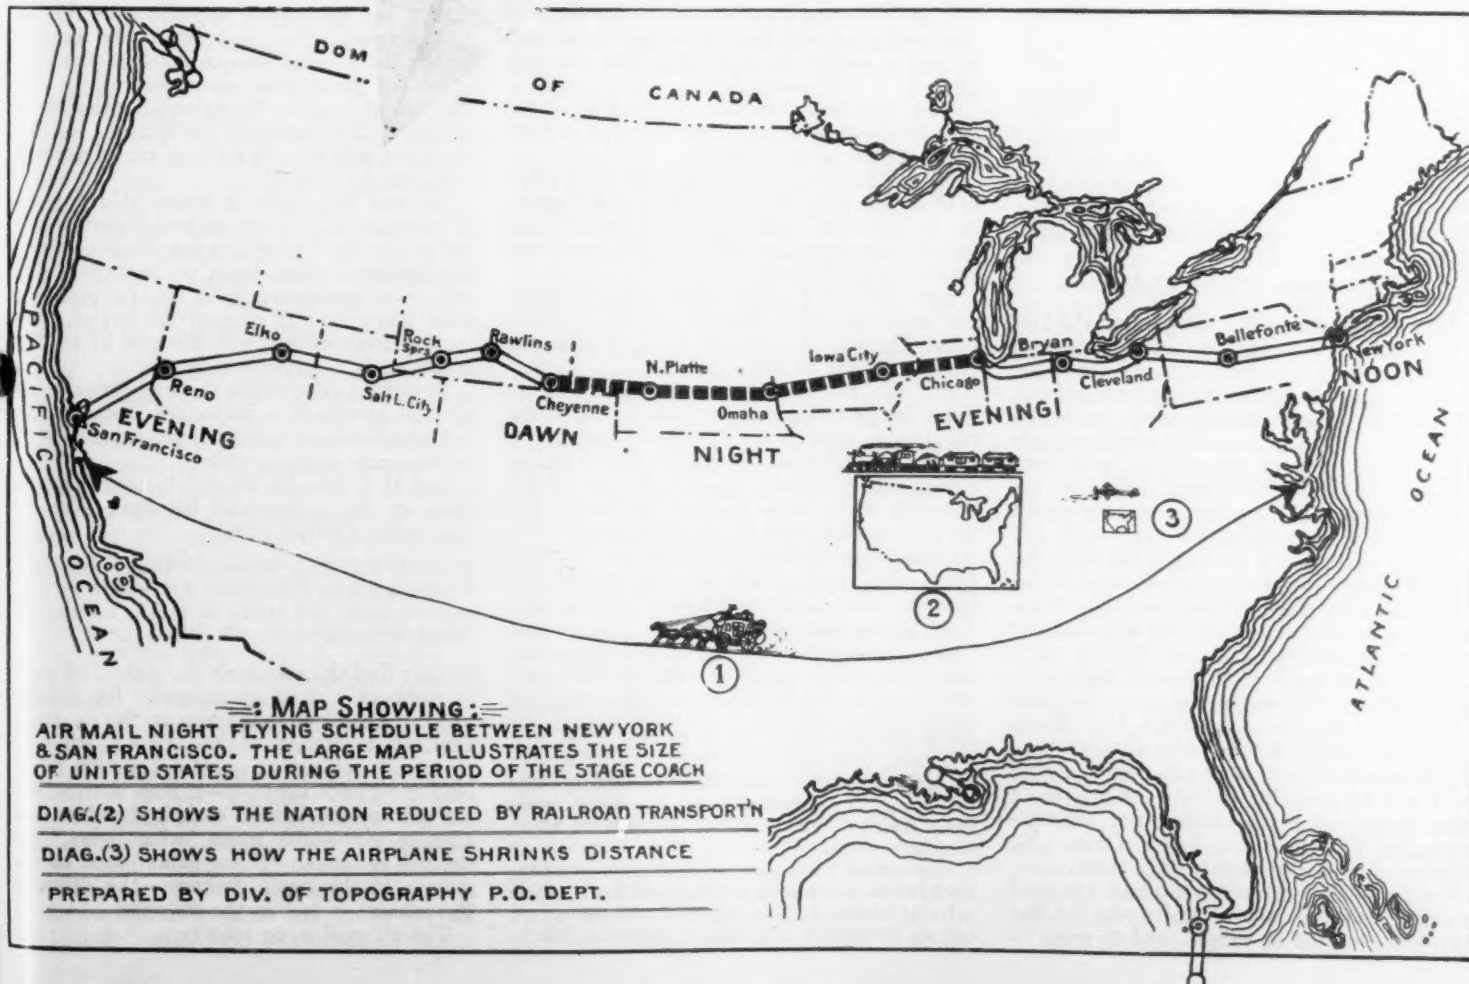 DOM
OF CANADA
PACIFIC
OCEAN
San Francisco
EVENING
Reno
Elko
Salt L. City
Rock
Sprs.
Rawlins
Cheyenne
DAWN
N. Platte
NIGHT
Omaha
Iowa City
Chicago
EVENING
Bryan
Cleveland
Bellefonte
New York
NOON
ATLANTIC OCEAN
1
2
3
MAP SHOWING
AIR MAIL NIGHT FLYING SCHEDULE BETWEEN NEW YORK
& SAN FRANCISCO. THE LARGE MAP ILLUSTRATES THE SIZE
OF UNITED STATES DURING THE PERIOD OF THE STAGE COACH
DIAG.(2) SHOWS THE NATION REDUCED BY RAILROAD TRANSPORT'N
DIAG.(3) SHOWS HOW THE AIRPLANE SHRINKS DISTANCE
PREPARED BY DIV. OF TOPOGRAPHY P.O. DEPT.